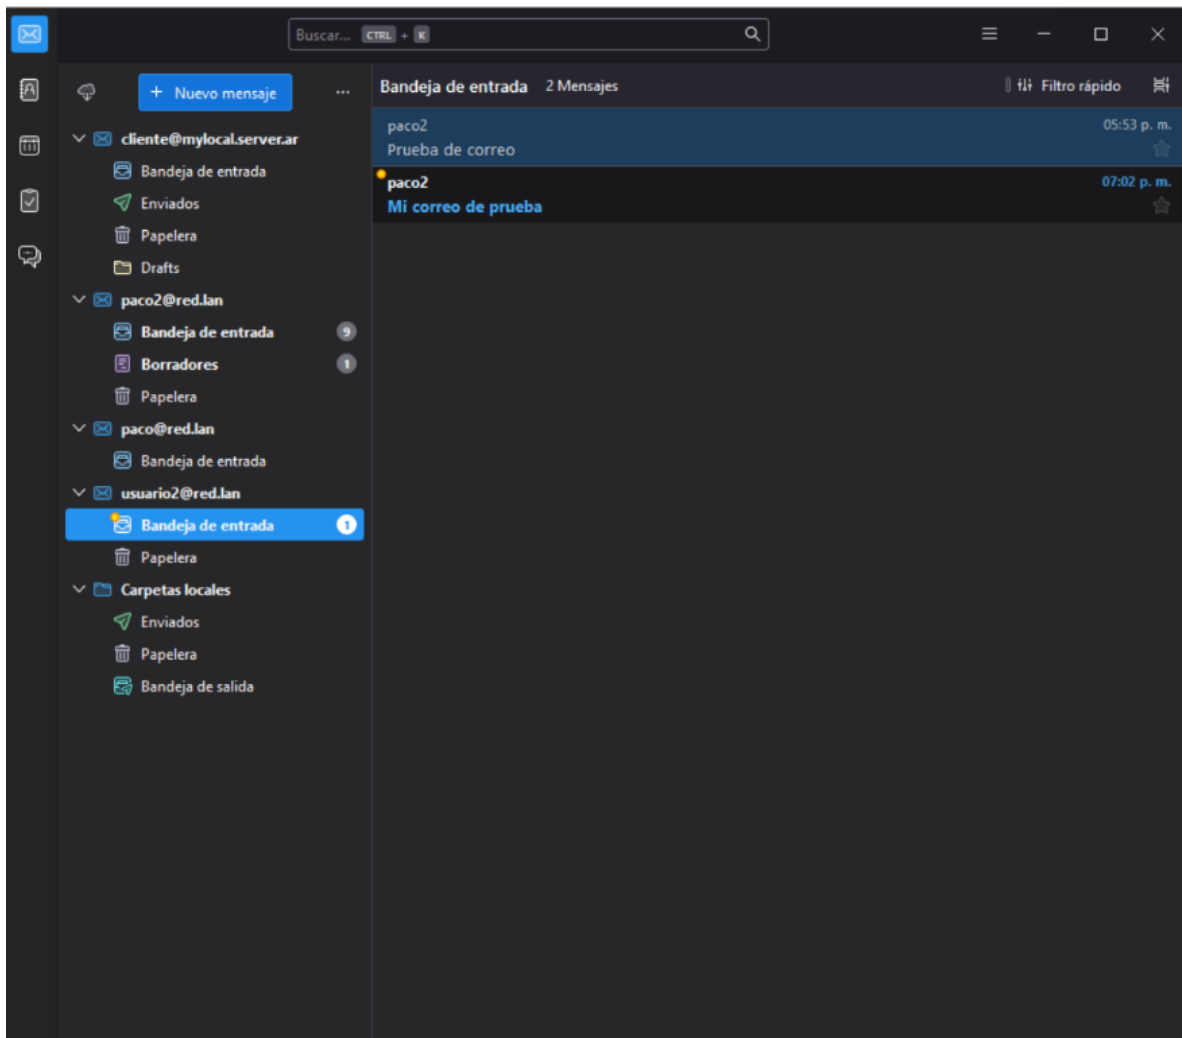 Buscar... CTRL + K
+ Nuevo mensaje ...
cliente@mylocal.server.ar
Bandeja de entrada
Enviados
Papelera
Drafts
paco2@red.lan
Bandeja de entrada 9
Borradores 1
Papelera
paco@red.lan
Bandeja de entrada
usuario2@red.lan
Bandeja de entrada 1
Papelera
Carpetas locales
Enviados
Papelera
Bandeja de salida
Bandeja de entrada 2 Mensajes Filtro rápido
paco2 05:53 p. m.
Prueba de correo
paco2 07:02 p. m.
Mi correo de prueba